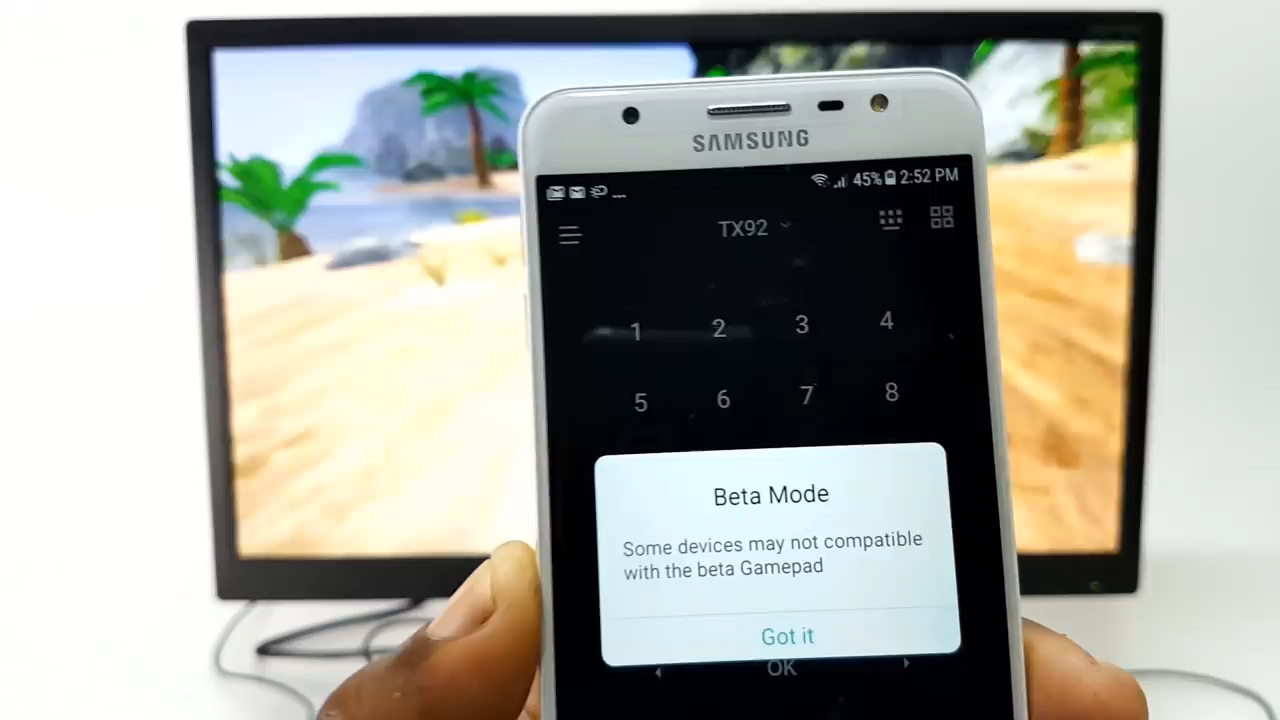 SAMSUNG
45% 2:52 PM
TX92
1 2 3 4
5 6 7 8
Beta Mode
Some devices may not compatible
with the beta Gamepad
Got it
OK